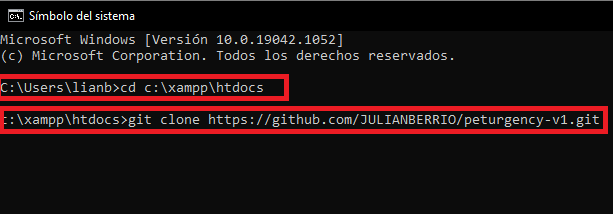 Símbolo del sistema
Microsoft Windows [Versión 10.0.19042.1052]
(c) Microsoft Corporation. Todos los derechos reservados.
C:\Users\lianb>cd c:\xampp\htdocs
c:\xampp\htdocs>git clone https://github.com/JULIANBERRIO/peturgency-v1.git